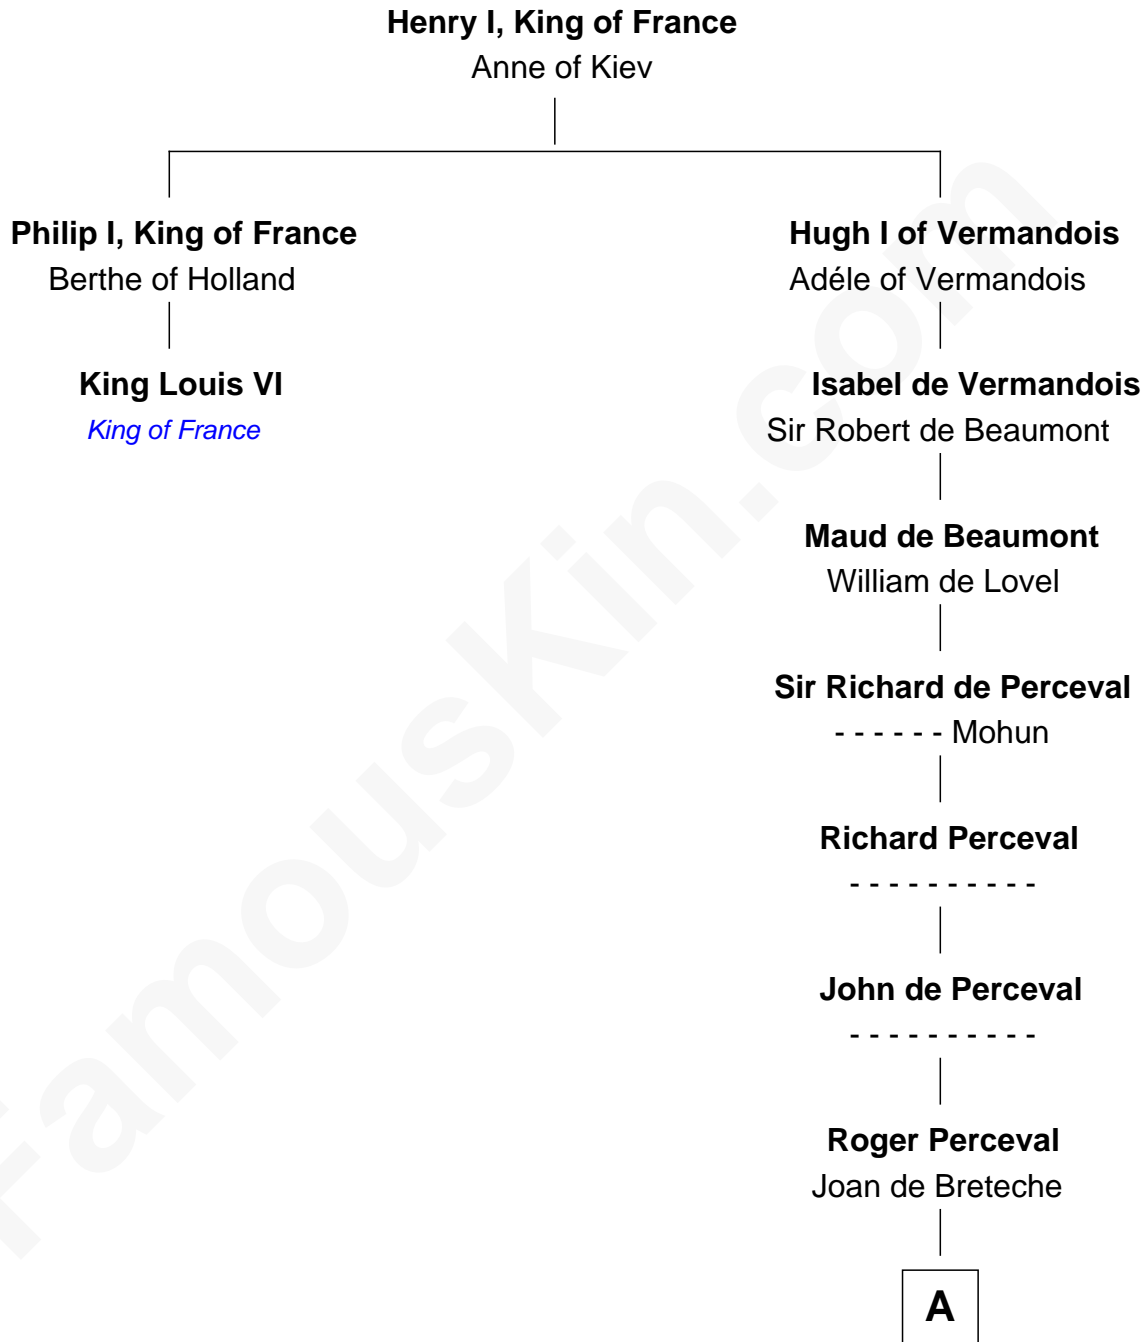 Henry I, King of France
Anne of Kiev
Philip I, King of France
Berthe of Holland
King Louis VI
King of France
Hugh I of Vermandois
Adéle of Vermandois
Isabel de Vermandois
Sir Robert de Beaumont
Maud de Beaumont
William de Lovel
Sir Richard de Perceval
- - - - - - Mohun
Richard Perceval
- - - - - - - - - -
John de Perceval
- - - - - - - - - -
Roger Perceval
Joan de Breteche
A
FamousKin.com